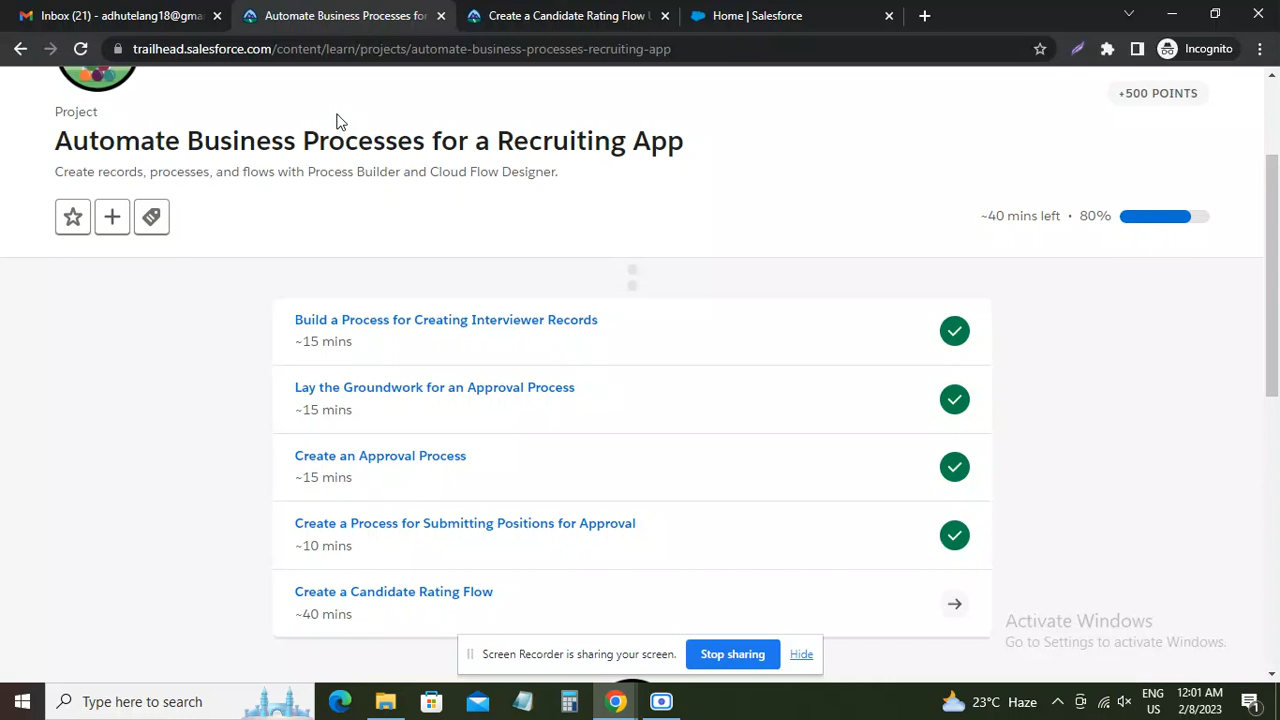 Inbox (21) - adhutelang18@gma
Automate Business Processes for
Create a Candidate Rating Flow U
Home | Salesforce
trailhead.salesforce.com/content/learn/projects/automate-business-processes-recruiting-app
Incognito
+500 POINTS
Project
Automate Business Processes for a Recruiting App
Create records, processes, and flows with Process Builder and Cloud Flow Designer.
~40 mins left • 80%
Build a Process for Creating Interviewer Records
~15 mins
Lay the Groundwork for an Approval Process
~15 mins
Create an Approval Process
~15 mins
Create a Process for Submitting Positions for Approval
~10 mins
Create a Candidate Rating Flow
~40 mins
Activate Windows
Go to Settings to activate Windows.
Screen Recorder is sharing your screen.
Stop sharing
Hide
Type here to search
23°C Haze
ENG
US
12:01 AM
2/8/2023
1